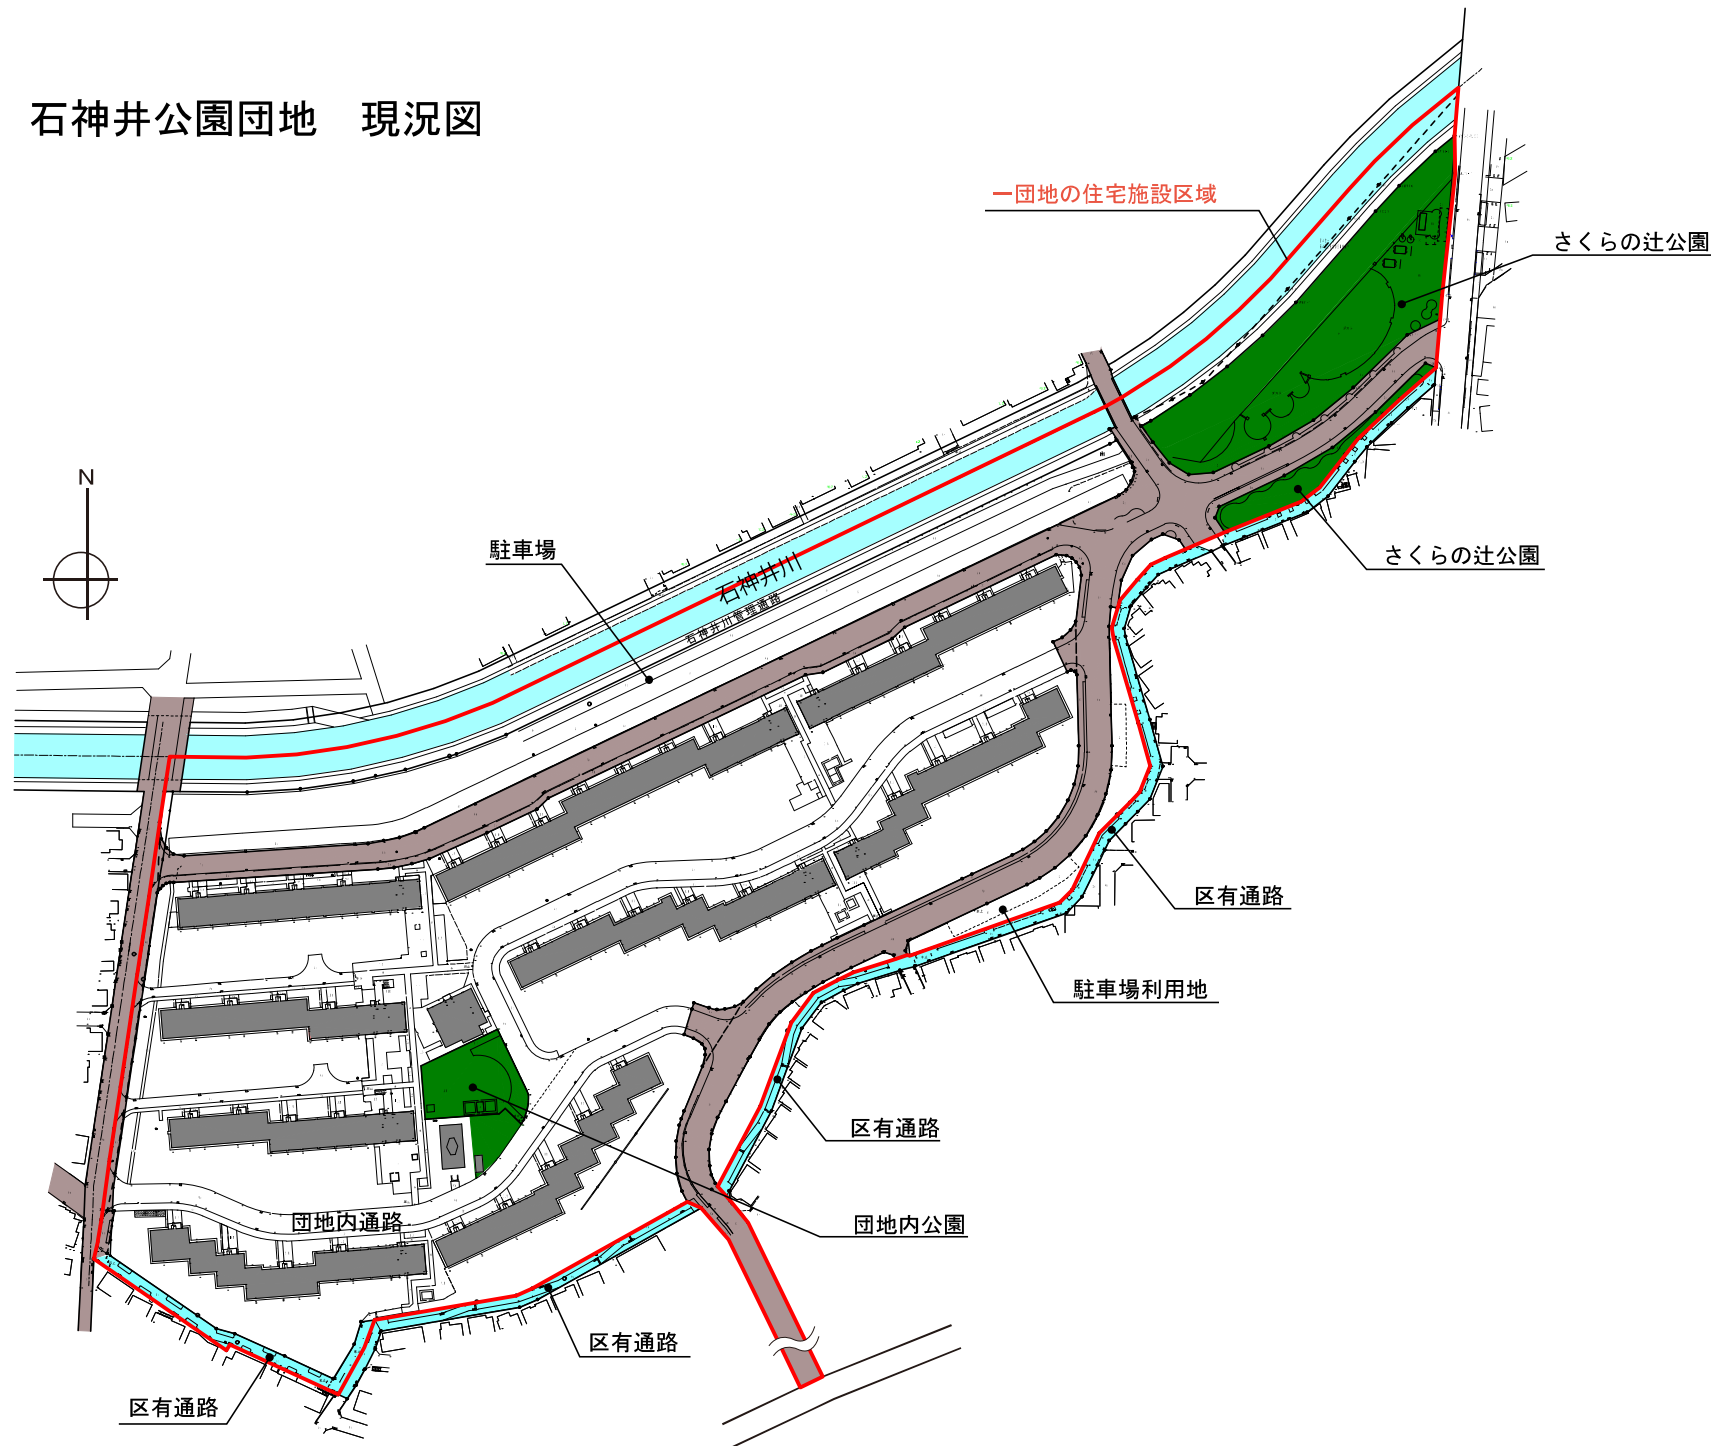 石神井公園団地　現況図
一団地の住宅施設区域
さくらの辻公園
N
駐車場
石神井川
石神井川管理通路
さくらの辻公園
区有通路
駐車場利用地
区有通路
団地内通路
団地内公園
区有通路
区有通路